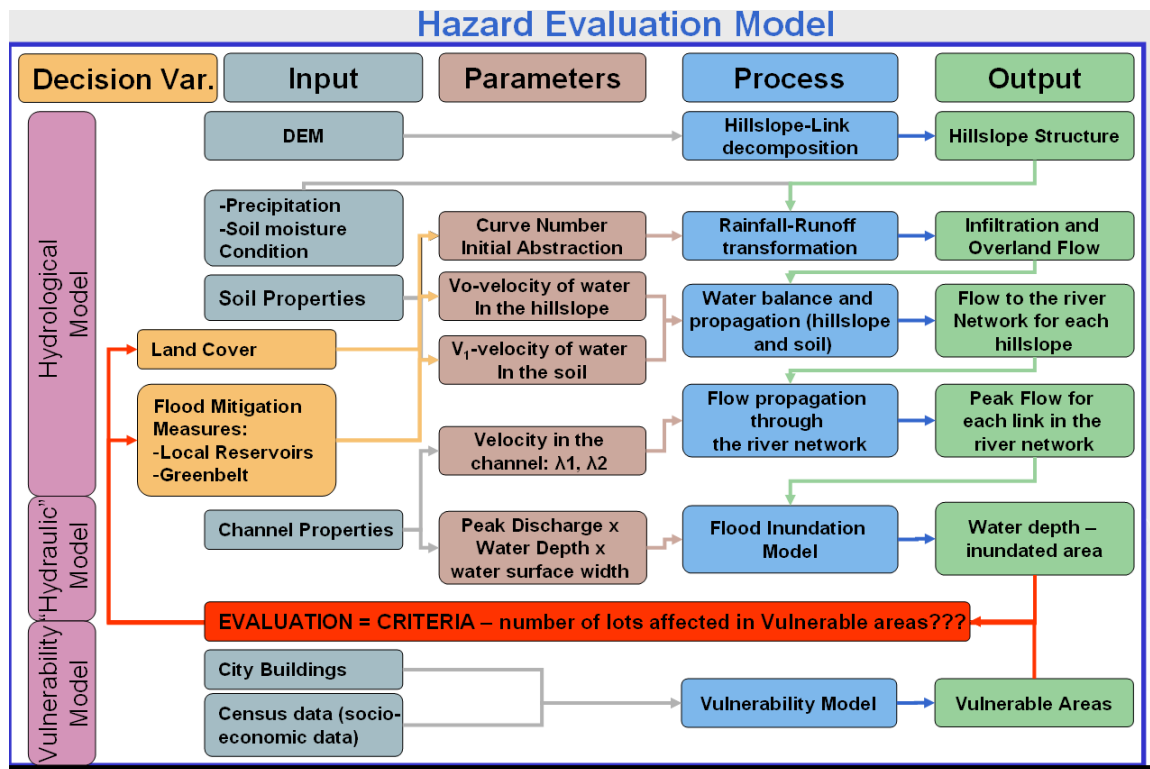 Hazard Evaluation Model
Decision Var.
Input
Parameters
Process
Output
Hydrological
Model
DEM
Hillslope-Link
decomposition
Hillslope Structure
-Precipitation
-Soil moisture
Condition
Curve Number
Initial Abstraction
Rainfall-Runoff
transformation
Infiltration and
Overland Flow
Soil Properties
Vo-velocity of water
In the hillslope
Water balance and
propagation (hillslope
and soil)
Flow to the river
Network for each
hillslope
Land Cover
V₁-velocity of water
In the soil
Flood Mitigation
Measures:
-Local Reservoirs
-Greenbelt
Velocity in the
channel: λ1, λ2
Flow propagation
through
the river network
Peak Flow for
each link in the
river network
"Hydraulic"
Model
Channel Properties
Peak Discharge x
Water Depth x
water surface width
Flood Inundation
Model
Water depth –
inundated area
EVALUATION = CRITERIA – number of lots affected in Vulnerable areas???
Vulnerability
Model
City Buildings
Census data (socio-
economic data)
Vulnerability Model
Vulnerable Areas